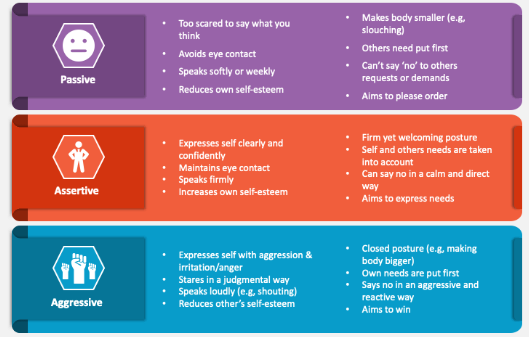 Passive
Too scared to say what you
think
Avoids eye contact
Speaks softly or weekly
Reduces own self-esteem
Makes body smaller (e.g,
slouching)
Others need put first
Can't say 'no' to others
requests or demands
Aims to please order
Assertive
Expresses self clearly and
confidently
Maintains eye contact
Speaks firmly
Increases own self-esteem
Firm yet welcoming posture
Self and others needs are taken
into account
Can say no in a calm and direct
way
Aims to express needs
Aggressive
Expresses self with aggression &
irritation/anger
Stares in a judgmental way
Speaks loudly (e.g, shouting)
Reduces other's self-esteem
Closed posture (e.g, making
body bigger)
Own needs are put first
Says no in an aggressive and
reactive way
Aims to win